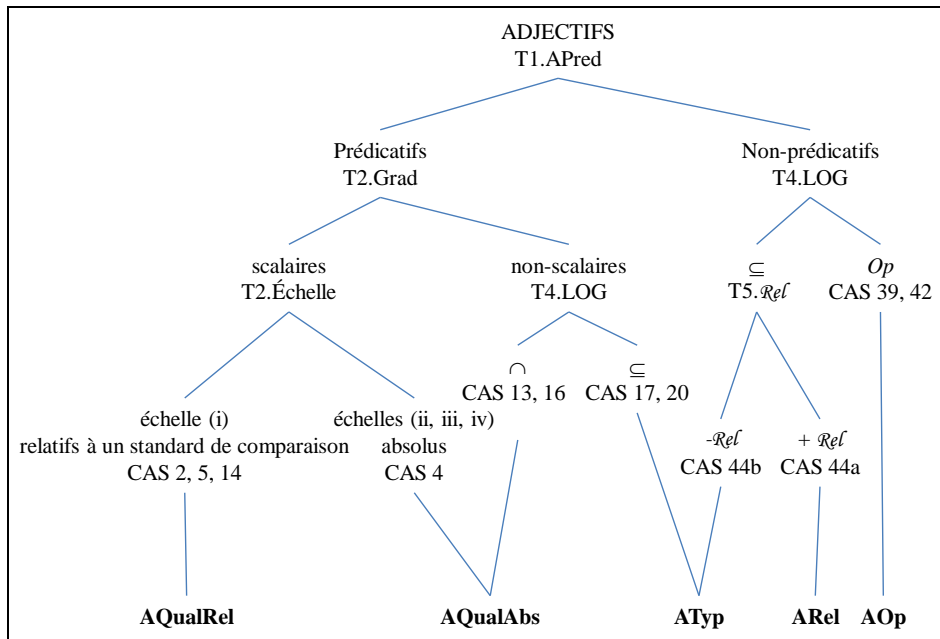 ADJECTIFS
T1.APred
Prédicatifs
T2.Grad
Non-prédicatifs
T4.LOG
scalaires
T2.Échelle
non-scalaires
T4.LOG
⊆
T5.Rel
Op
CAS 39, 42
∩
CAS 13, 16
⊆
CAS 17, 20
échelle (i)
relatifs à un standard de comparaison
CAS 2, 5, 14
échelles (ii, iii, iv)
absolus
CAS 4
-Rel
CAS 44b
+ Rel
CAS 44a
AQualRel
AQualAbs
ATyp
ARel
AOp